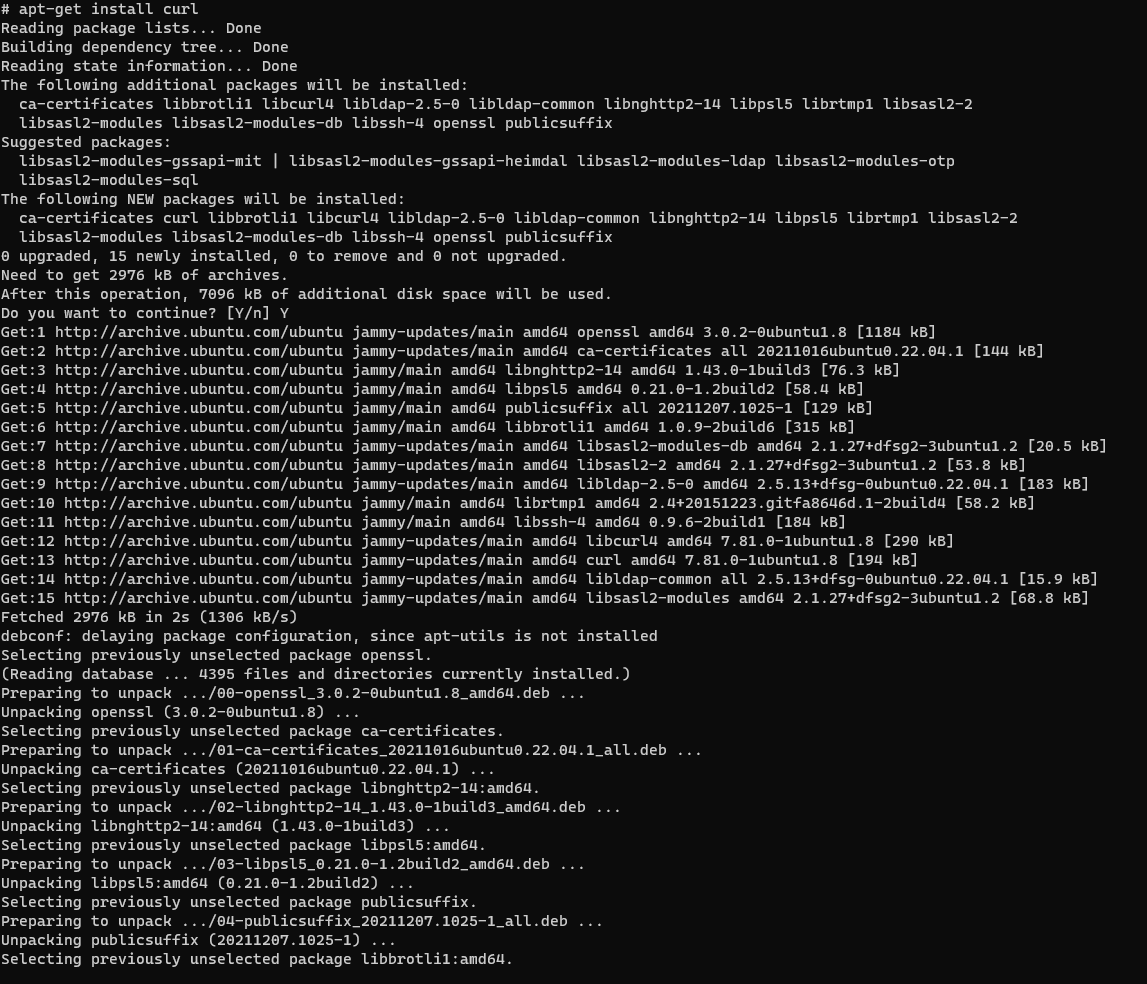 # apt-get install curl
Reading package lists... Done
Building dependency tree... Done
Reading state information... Done
The following additional packages will be installed:
  ca-certificates libbrotli1 libcurl4 libldap-2.5-0 libldap-common libnghttp2-14 libpsl5 librtmp1 libsasl2-2
  libsasl2-modules libsasl2-modules-db libssh-4 openssl publicsuffix
Suggested packages:
  libsasl2-modules-gssapi-mit | libsasl2-modules-gssapi-heimdal libsasl2-modules-ldap libsasl2-modules-otp
  libsasl2-modules-sql
The following NEW packages will be installed:
  ca-certificates curl libbrotli1 libcurl4 libldap-2.5-0 libldap-common libnghttp2-14 libpsl5 librtmp1 libsasl2-2
  libsasl2-modules libsasl2-modules-db libssh-4 openssl publicsuffix
0 upgraded, 15 newly installed, 0 to remove and 0 not upgraded.
Need to get 2976 kB of archives.
After this operation, 7096 kB of additional disk space will be used.
Do you want to continue? [Y/n] Y
Get:1 http://archive.ubuntu.com/ubuntu jammy-updates/main amd64 openssl amd64 3.0.2-0ubuntu1.8 [1184 kB]
Get:2 http://archive.ubuntu.com/ubuntu jammy-updates/main amd64 ca-certificates all 20211016ubuntu0.22.04.1 [144 kB]
Get:3 http://archive.ubuntu.com/ubuntu jammy/main amd64 libnghttp2-14 amd64 1.43.0-1build3 [76.3 kB]
Get:4 http://archive.ubuntu.com/ubuntu jammy/main amd64 libpsl5 amd64 0.21.0-1.2build2 [58.4 kB]
Get:5 http://archive.ubuntu.com/ubuntu jammy/main amd64 publicsuffix all 20211207.1025-1 [129 kB]
Get:6 http://archive.ubuntu.com/ubuntu jammy/main amd64 libbrotli1 amd64 1.0.9-2build6 [315 kB]
Get:7 http://archive.ubuntu.com/ubuntu jammy-updates/main amd64 libsasl2-modules-db amd64 2.1.27+dfsg2-3ubuntu1.2 [20.5 kB]
Get:8 http://archive.ubuntu.com/ubuntu jammy-updates/main amd64 libsasl2-2 amd64 2.1.27+dfsg2-3ubuntu1.2 [53.8 kB]
Get:9 http://archive.ubuntu.com/ubuntu jammy-updates/main amd64 libldap-2.5-0 amd64 2.5.13+dfsg-0ubuntu0.22.04.1 [183 kB]
Get:10 http://archive.ubuntu.com/ubuntu jammy/main amd64 librtmp1 amd64 2.4+20151223.gitfa8646d.1-2build4 [58.2 kB]
Get:11 http://archive.ubuntu.com/ubuntu jammy/main amd64 libssh-4 amd64 0.9.6-2build1 [184 kB]
Get:12 http://archive.ubuntu.com/ubuntu jammy-updates/main amd64 libcurl4 amd64 7.81.0-1ubuntu1.8 [290 kB]
Get:13 http://archive.ubuntu.com/ubuntu jammy-updates/main amd64 curl amd64 7.81.0-1ubuntu1.8 [194 kB]
Get:14 http://archive.ubuntu.com/ubuntu jammy-updates/main amd64 libldap-common all 2.5.13+dfsg-0ubuntu0.22.04.1 [15.9 kB]
Get:15 http://archive.ubuntu.com/ubuntu jammy-updates/main amd64 libsasl2-modules amd64 2.1.27+dfsg2-3ubuntu1.2 [68.8 kB]
Fetched 2976 kB in 2s (1306 kB/s)
debconf: delaying package configuration, since apt-utils is not installed
Selecting previously unselected package openssl.
(Reading database ... 4395 files and directories currently installed.)
Preparing to unpack .../00-openssl_3.0.2-0ubuntu1.8_amd64.deb ...
Unpacking openssl (3.0.2-0ubuntu1.8) ...
Selecting previously unselected package ca-certificates.
Preparing to unpack .../01-ca-certificates_20211016ubuntu0.22.04.1_all.deb ...
Unpacking ca-certificates (20211016ubuntu0.22.04.1) ...
Selecting previously unselected package libnghttp2-14:amd64.
Preparing to unpack .../02-libnghttp2-14_1.43.0-1build3_amd64.deb ...
Unpacking libnghttp2-14:amd64 (1.43.0-1build3) ...
Selecting previously unselected package libpsl5:amd64.
Preparing to unpack .../03-libpsl5_0.21.0-1.2build2_amd64.deb ...
Unpacking libpsl5:amd64 (0.21.0-1.2build2) ...
Selecting previously unselected package publicsuffix.
Preparing to unpack .../04-publicsuffix_20211207.1025-1_all.deb ...
Unpacking publicsuffix (20211207.1025-1) ...
Selecting previously unselected package libbrotli1:amd64.